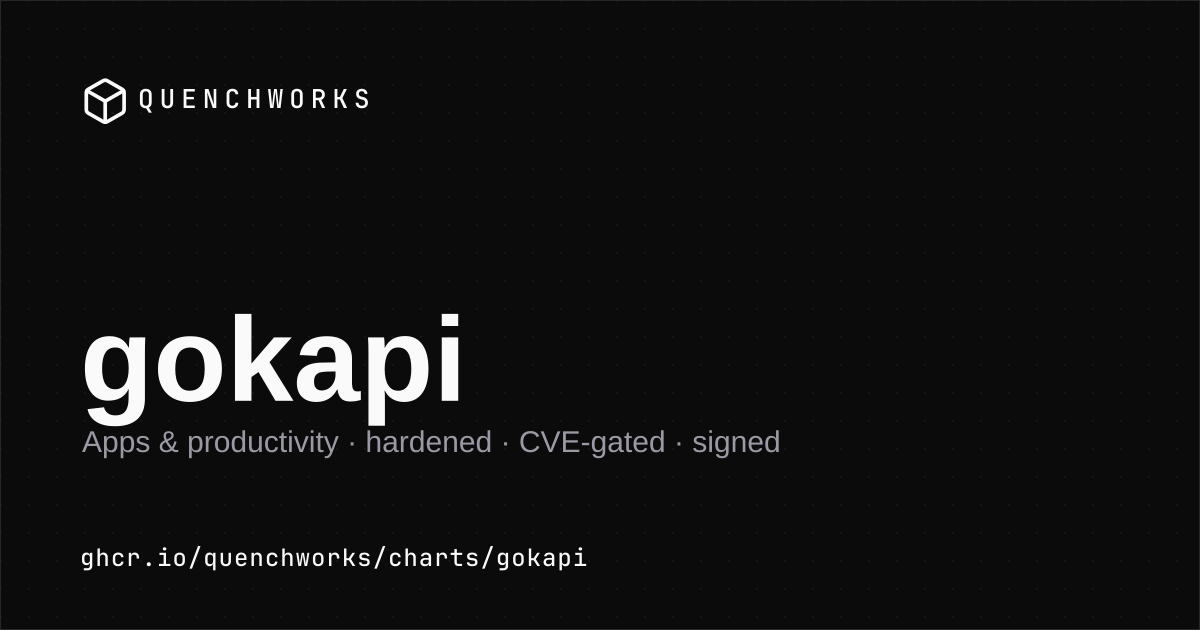 QUENCHWORKS
gokapi
Apps & productivity · hardened · CVE-gated · signed
ghcr.io/quenchworks/charts/gokapi